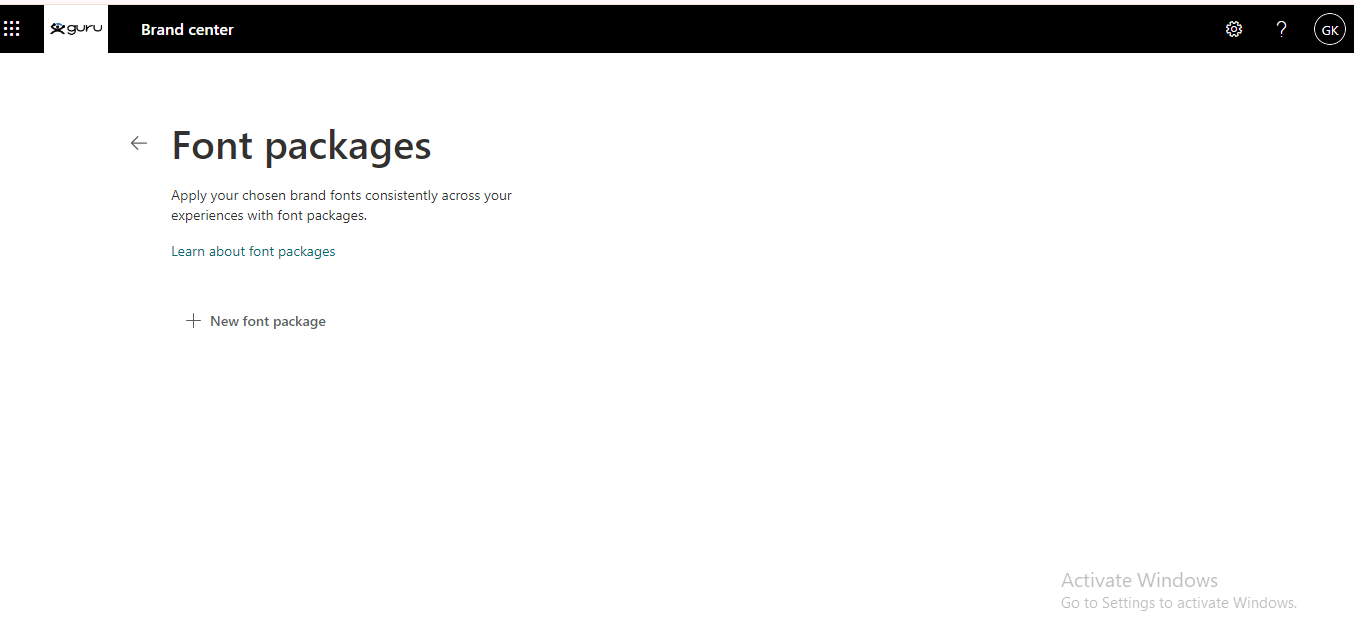 guru
Brand center
?
GK
Font packages
Apply your chosen brand fonts consistently across your
experiences with font packages.
Learn about font packages
New font package
Activate Windows
Go to Settings to activate Windows.